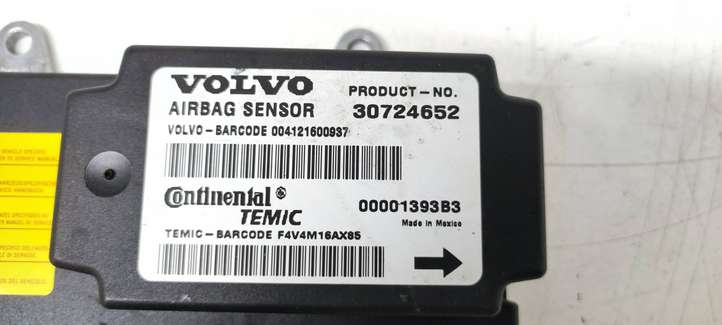 VOLVO
PRODUCT-NO.
AIRBAG SENSOR 30724652
VOLVO-BARCODE 004121600937
Continental
TEMIC
00001393B3
Made in Mexico
TEMIC-BARCODE F4V4M16AX85